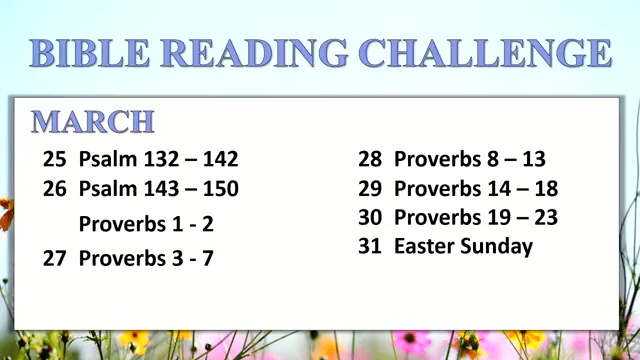 BIBLE READING CHALLENGE
MARCH
25 Psalm 132 – 142
26 Psalm 143 – 150
Proverbs 1 - 2
27 Proverbs 3 - 7
28 Proverbs 8 – 13
29 Proverbs 14 – 18
30 Proverbs 19 – 23
31 Easter Sunday